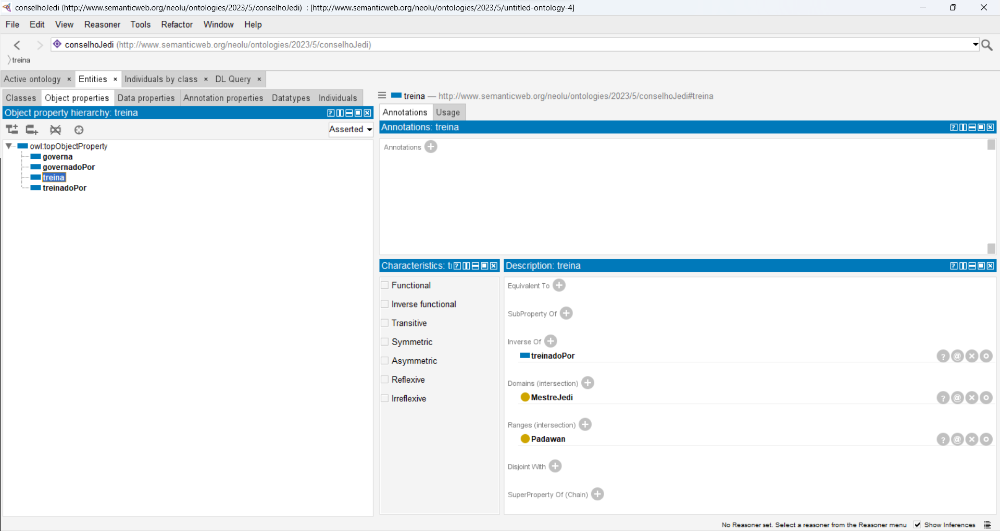 conselhoJedi (http://www.semanticweb.org/neolu/ontologies/2023/5/conselhoJedi) : [http://www.semanticweb.org/neolu/ontologies/2023/5/untitled-ontology-4]
File Edit View Reasoner Tools Refactor Window Help
conselhoJedi (http://www.semanticweb.org/neolu/ontologies/2023/5/conselhoJedi)
treina
Active ontology × Entities × Individuals by class × DL Query ×
Classes Object properties Data properties Annotation properties Datatypes Individuals
Object property hierarchy: treina
Asserted
owl:topObjectProperty
governa
governadoPor
treina
treinadoPor
treina — http://www.semanticweb.org/neolu/ontologies/2023/5/conselhoJedi#treina
Annotations Usage
Annotations: treina
Annotations
Characteristics: t
Functional
Inverse functional
Transitive
Symmetric
Asymmetric
Reflexive
Irreflexive
Description: treina
Equivalent To
SubProperty Of
Inverse Of
treinadoPor
Domains (intersection)
MestreJedi
Ranges (intersection)
Padawan
Disjoint With
SuperProperty Of (Chain)
No Reasoner set. Select a reasoner from the Reasoner menu Show Inferences